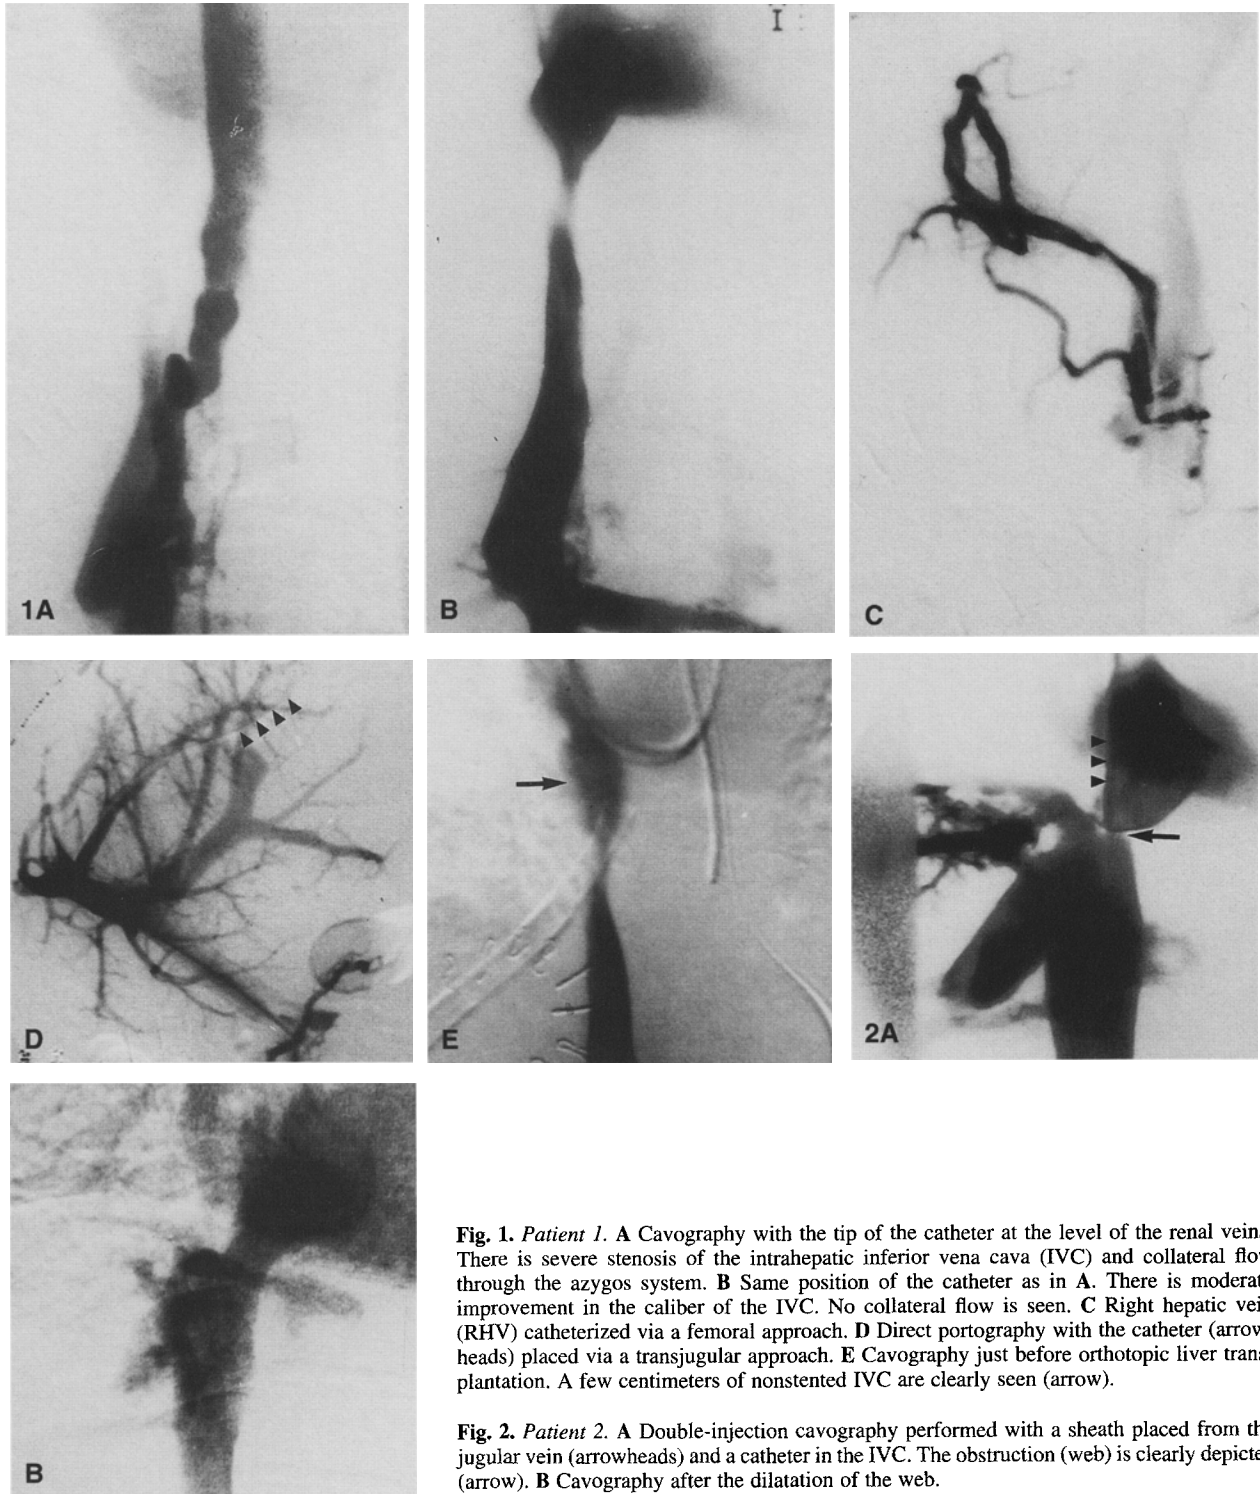 I
1A
B
C
D
E
2A
B
Fig. 1. Patient 1. A Cavography with the tip of the catheter at the level of the renal vein
There is severe stenosis of the intrahepatic inferior vena cava (IVC) and collateral flo
through the azygos system. B Same position of the catheter as in A. There is moderat
improvement in the caliber of the IVC. No collateral flow is seen. C Right hepatic vei
(RHV) catheterized via a femoral approach. D Direct portography with the catheter (arrow
heads) placed via a transjugular approach. E Cavography just before orthotopic liver trans
plantation. A few centimeters of nonstented IVC are clearly seen (arrow).
Fig. 2. Patient 2. A Double-injection cavography performed with a sheath placed from th
jugular vein (arrowheads) and a catheter in the IVC. The obstruction (web) is clearly depicte
(arrow). B Cavography after the dilatation of the web.